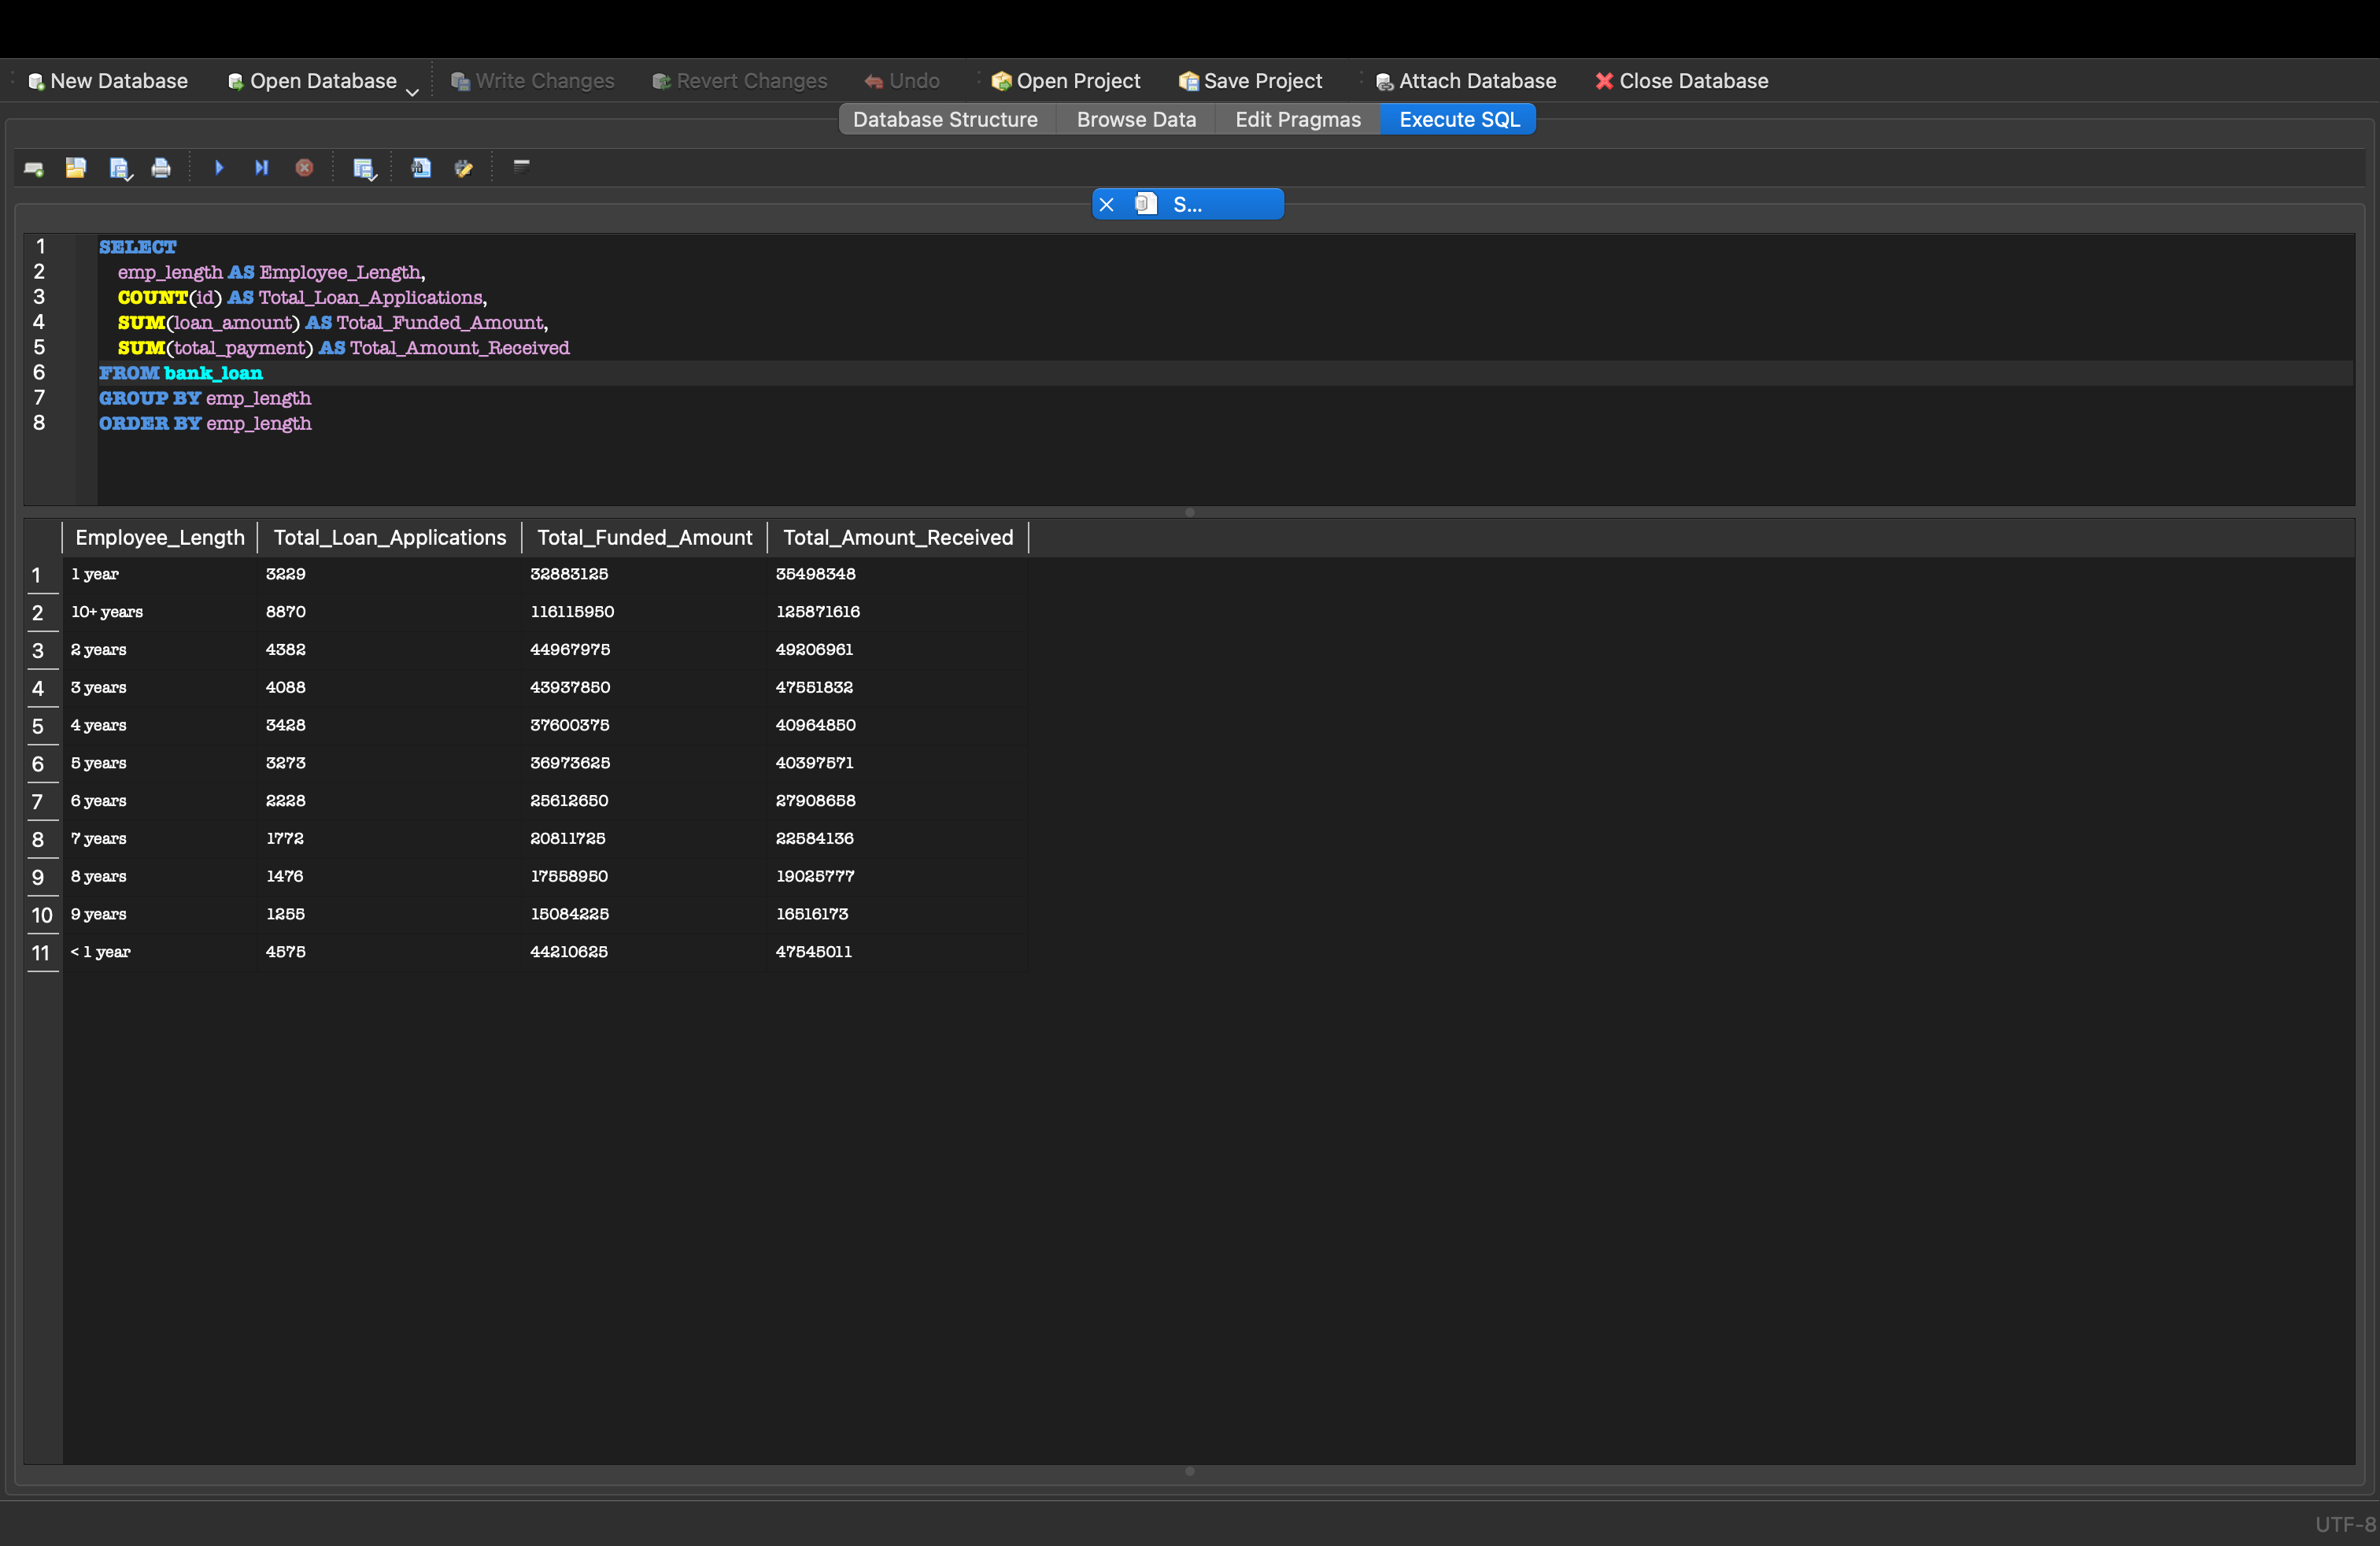 New Database Open Database Write Changes Revert Changes Undo Open Project Save Project Attach Database Close Database
Database Structure Browse Data Edit Pragmas Execute SQL
S...
1 SELECT
2 emp_length AS Employee_Length,
3 COUNT(id) AS Total_Loan_Applications,
4 SUM(loan_amount) AS Total_Funded_Amount,
5 SUM(total_payment) AS Total_Amount_Received
6 FROM bank_loan
7 GROUP BY emp_length
8 ORDER BY emp_length
Employee_Length Total_Loan_Applications Total_Funded_Amount Total_Amount_Received
1 1 year 3229 32883125 35498348
2 10+ years 8870 116115950 125871616
3 2 years 4382 44967975 49206961
4 3 years 4088 43937850 47551832
5 4 years 3428 37600375 40964850
6 5 years 3273 36973625 40397571
7 6 years 2228 25612650 27908658
8 7 years 1772 20811725 22584136
9 8 years 1476 17558950 19025777
10 9 years 1255 15084225 16516173
11 < 1 year 4575 44210625 47545011
UTF-8